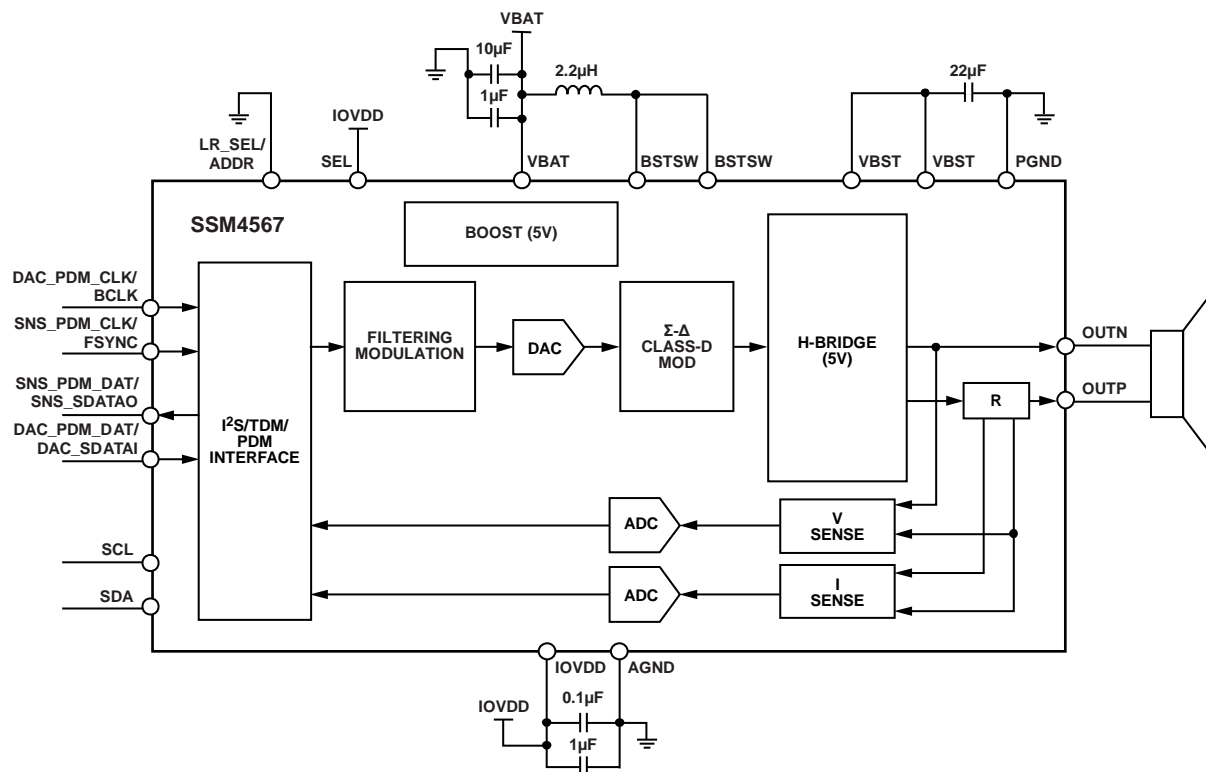 VBAT
10µF
1µF
2.2µH
22µF
IOVDD
LR_SEL/
ADDR
SEL
VBAT
BSTSW
BSTSW
VBST
VBST
PGND
SSM4567
BOOST (5V)
DAC_PDM_CLK/
BCLK
SNS_PDM_CLK/
FSYNC
SNS_PDM_DAT/
SNS_SDATAO
DAC_PDM_DAT/
DAC_SDATAI
SCL
SDA
I²S/TDM/
PDM
INTERFACE
FILTERING
MODULATION
DAC
Σ-Δ
CLASS-D
MOD
H-BRIDGE
(5V)
R
OUTN
OUTP
ADC
V
SENSE
ADC
I
SENSE
IOVDD
AGND
IOVDD
0.1µF
1µF